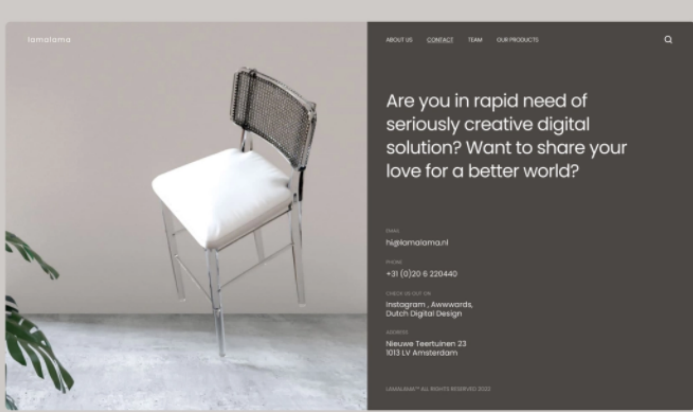 lamalama
ABOUT US CONTACT TEAM OUR PRODUCTS
Are you in rapid need of
seriously creative digital
solution? Want to share your
love for a better world?
EMAIL
hi@lamalama.nl
PHONE
+31 (0)20 6 220440
CHECK US OUT ON
Instagram , Awwwards,
Dutch Digital Design
ADDRESS
Nieuwe Teertuinen 23
1013 LV Amsterdam
LAMALAMA™ ALL RIGHTS RESERVED 2022